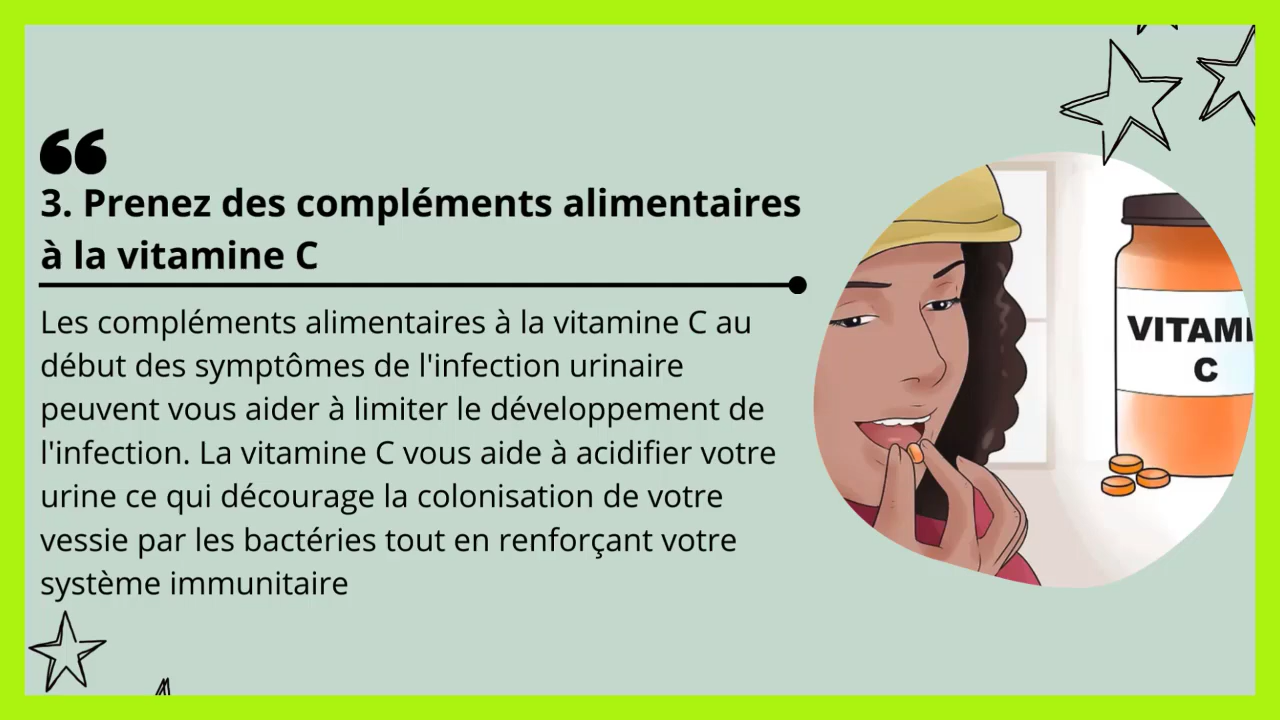 ❝
3. Prenez des compléments alimentaires
à la vitamine C
Les compléments alimentaires à la vitamine C au
début des symptômes de l'infection urinaire
peuvent vous aider à limiter le développement de
l'infection. La vitamine C vous aide à acidifier votre
urine ce qui décourage la colonisation de votre
vessie par les bactéries tout en renforçant votre
système immunitaire
VITAMI
C